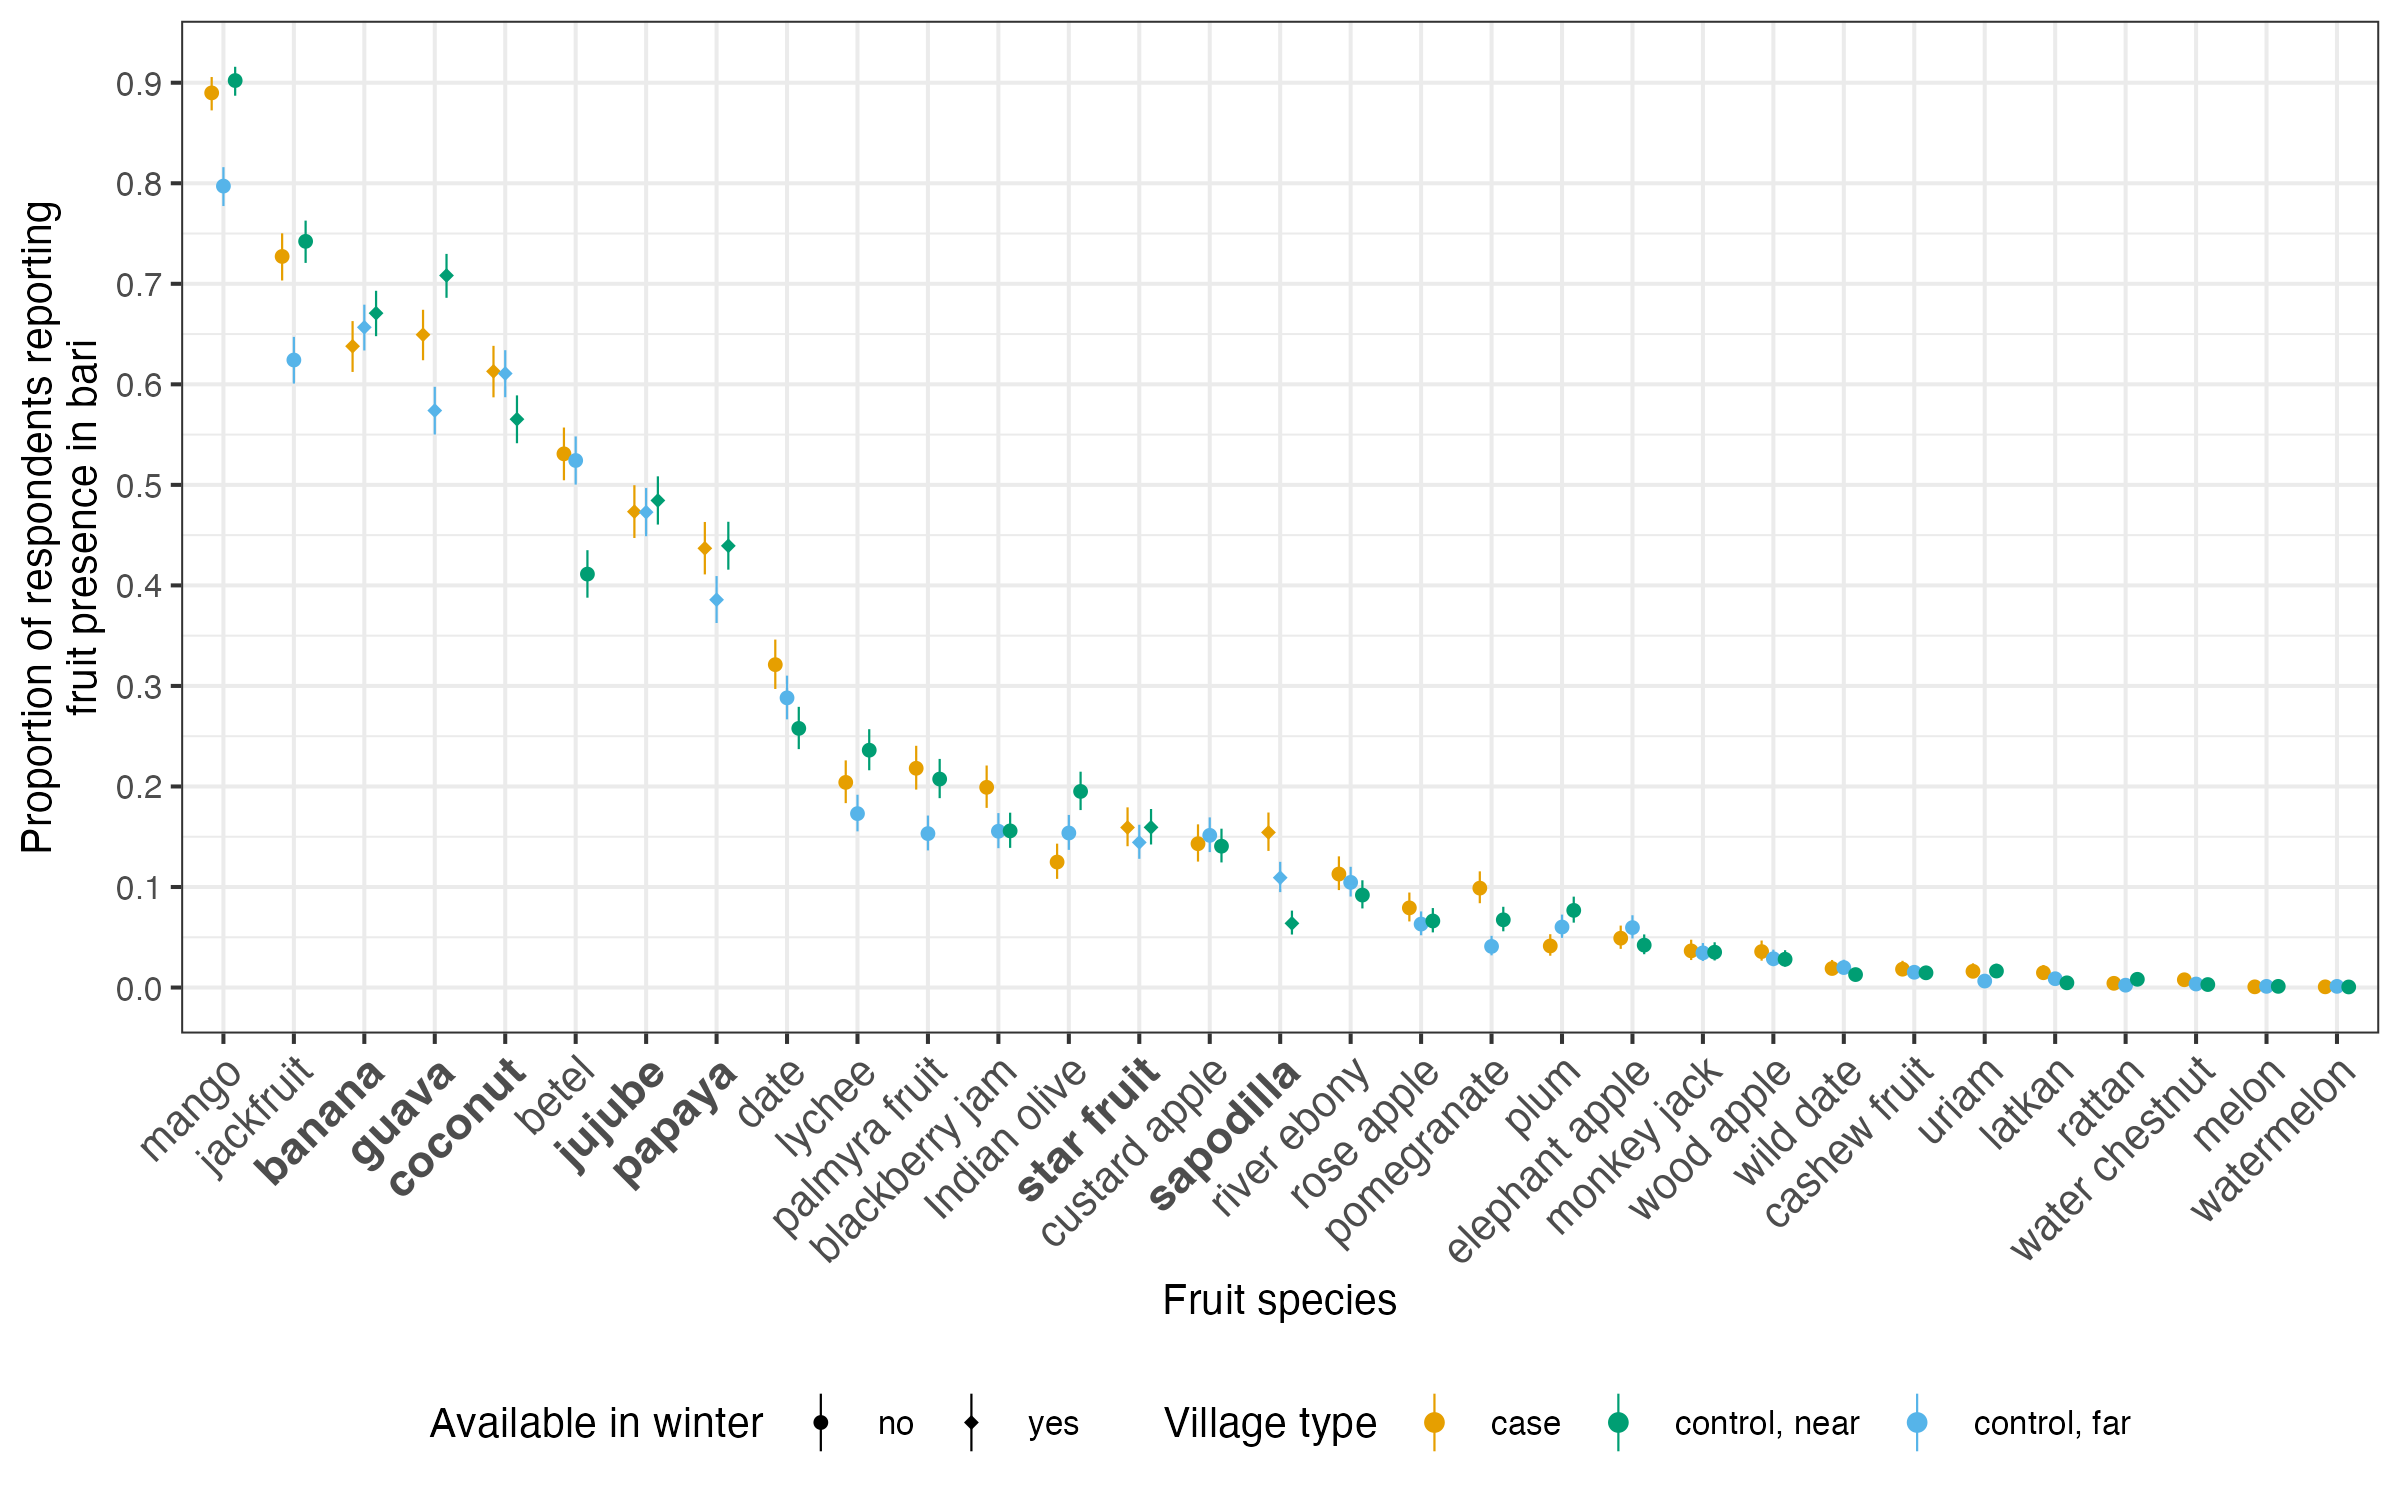 Proportion of respondents reporting
fruit presence in bari
0.9
0.8
0.7
0.6
0.5
0.4
0.3
0.2
0.1
0.0
mango
jackfruit
banana
guava
coconut
betel
jujube
papaya
date
lychee
palmyra fruit
blackberry jam
Indian olive
star fruit
custard apple
sapodilla
river ebony
rose apple
pomegranate
plum
elephant apple
monkey jack
wood apple
wild date
cashew fruit
uriam
latkan
rattan
water chestnut
melon
watermelon
Fruit species
Available in winter no yes Village type case control, near control, far